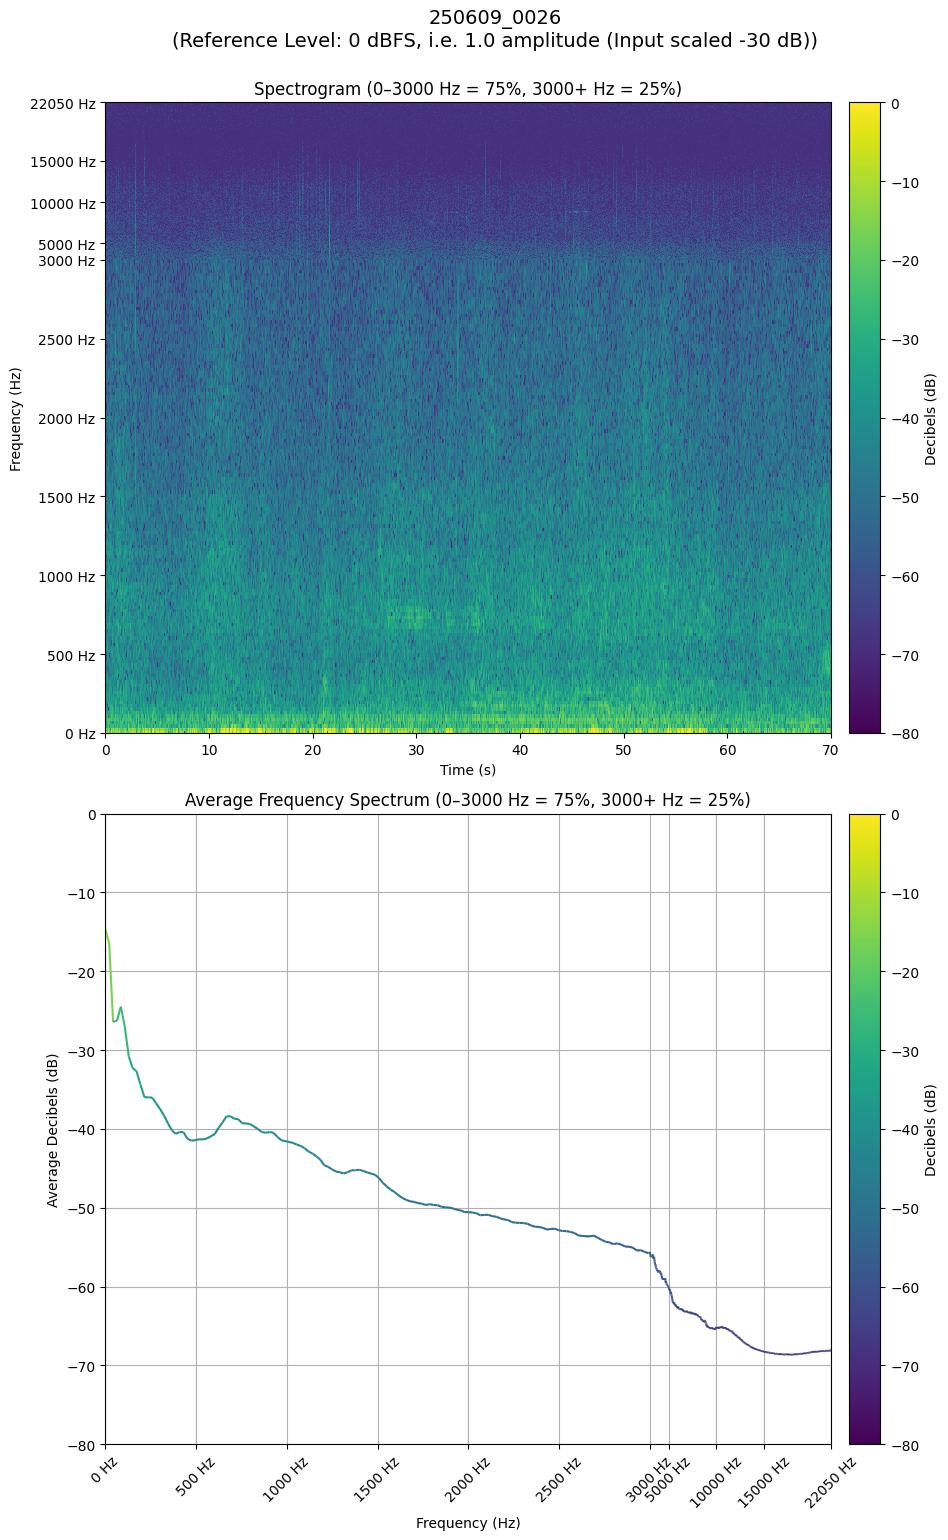 250609_0026
(Reference Level: 0 dBFS, i.e. 1.0 amplitude (Input scaled -30 dB))
Spectrogram (0–3000 Hz = 75%, 3000+ Hz = 25%)
22050 Hz
15000 Hz
10000 Hz
5000 Hz
3000 Hz
2500 Hz
2000 Hz
1500 Hz
1000 Hz
500 Hz
0 Hz
Frequency (Hz)
0 10 20 30 40 50 60 70
Time (s)
0
−10
−20
−30
−40
−50
−60
−70
−80
Decibels (dB)
Average Frequency Spectrum (0–3000 Hz = 75%, 3000+ Hz = 25%)
0
−10
−20
−30
−40
−50
−60
−70
−80
Average Decibels (dB)
0 Hz 500 Hz 1000 Hz 1500 Hz 2000 Hz 2500 Hz 3000 Hz 5000 Hz 10000 Hz 15000 Hz 22050 Hz
Frequency (Hz)
0
−10
−20
−30
−40
−50
−60
−70
−80
Decibels (dB)